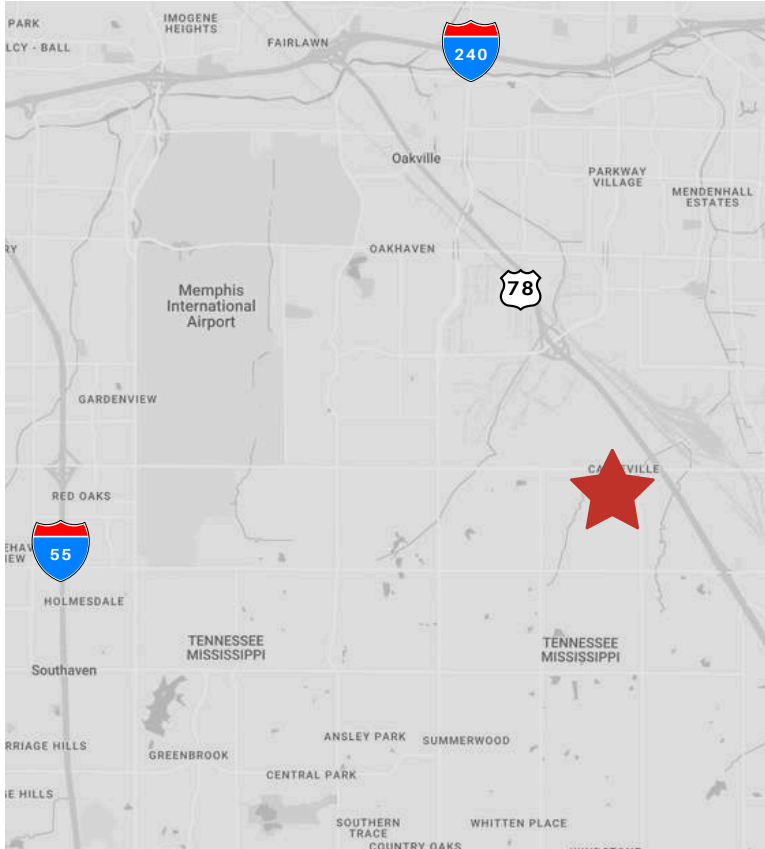 PARK
IMOGENE
HEIGHTS
LCY - BALL
FAIRLAWN
240
Oakville
PARKWAY
VILLAGE
MENDENHALL
ESTATES
OAKHAVEN
78
Memphis
International
Airport
GARDENVIEW
RED OAKS
55
HOLMESDALE
TENNESSEE
MISSISSIPPI
TENNESSEE
MISSISSIPPI
Southaven
ANSLEY PARK
SUMMERWOOD
RRIAGE HILLS
GREENBROOK
CENTRAL PARK
GE HILLS
SOUTHERN
TRACE
WHITTEN PLACE
COUNTRY OAKS